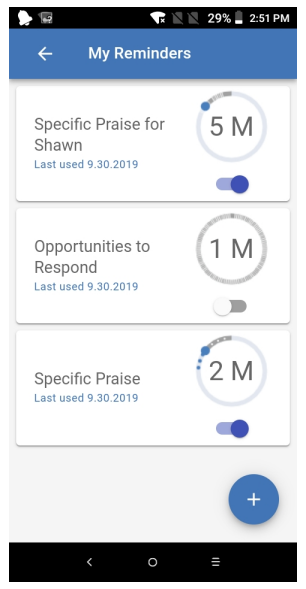 29% 2:51 PM
My Reminders
Specific Praise for
Shawn
Last used 9.30.2019
5 M
Opportunities to
Respond
Last used 9.30.2019
1 M
Specific Praise
Last used 9.30.2019
2 M
+